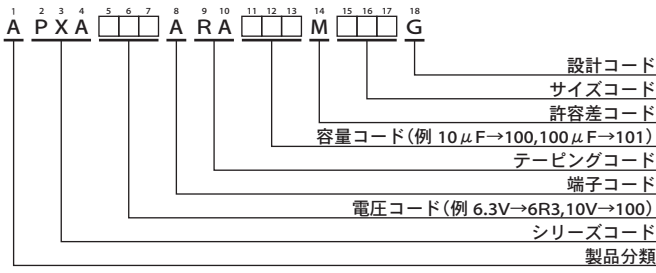 1 2 3 4 5 6 7 8 9 10 11 12 13 14 15 16 17 18
A PXA □□□ A RA □□□ M □□□ G
設計コード
サイズコード
許容差コード
容量コード(例 10μF→100,100μF→101)
テーピングコード
端子コード
電圧コード(例 6.3V→6R3,10V→100)
シリーズコード
製品分類